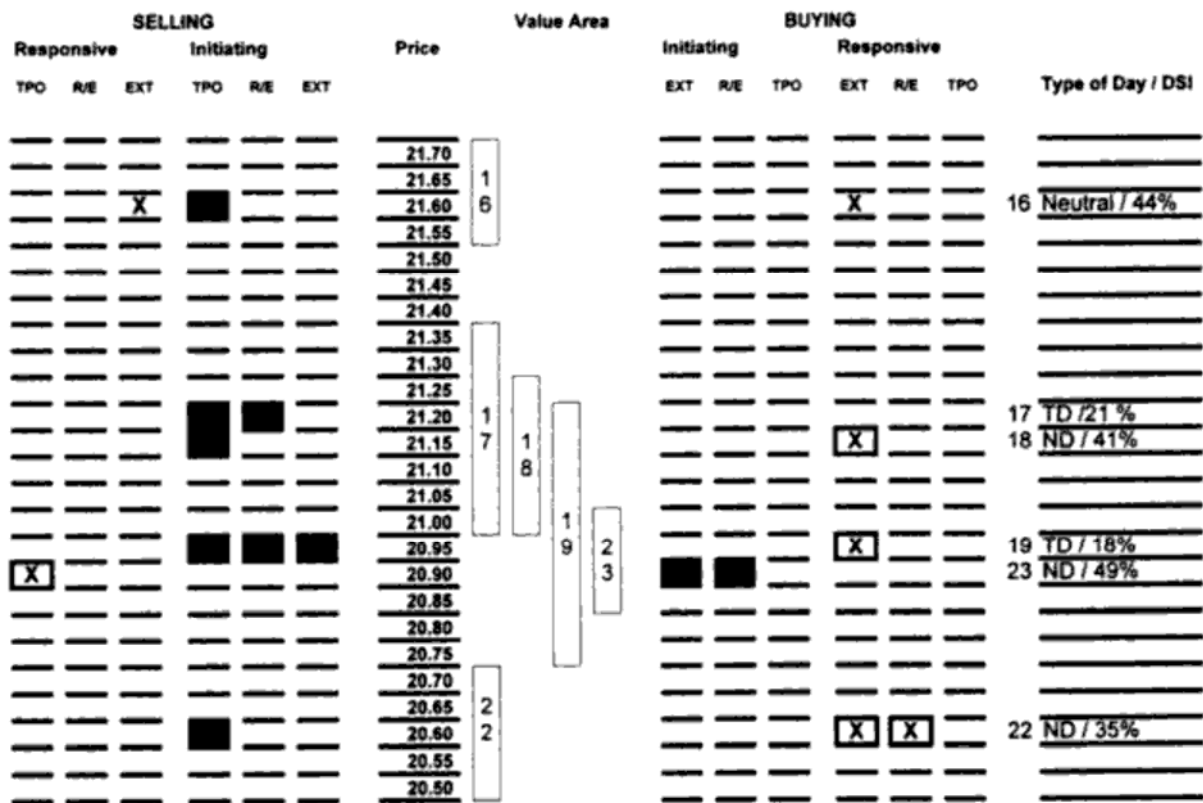 SELLING Value Area BUYING
Responsive Initiating Price Initiating Responsive
TPO R/E EXT TPO R/E EXT EXT R/E TPO EXT R/E TPO Type of Day / DSI
21.70
21.65 1
X 21.60 6 X 16 Neutral / 44%
21.55
21.50
21.45
21.40
21.35
21.30
21.25
21.20 1 17 TD /21 %
21.15 7 1 X 18 ND / 41%
21.10 8
21.05
21.00 1
20.95 9 2 X 19 TD / 18%
X 20.90 3 23 ND / 49%
20.85
20.80
20.75
20.70
20.65 2
20.60 2 X X 22 ND / 35%
20.55
20.50